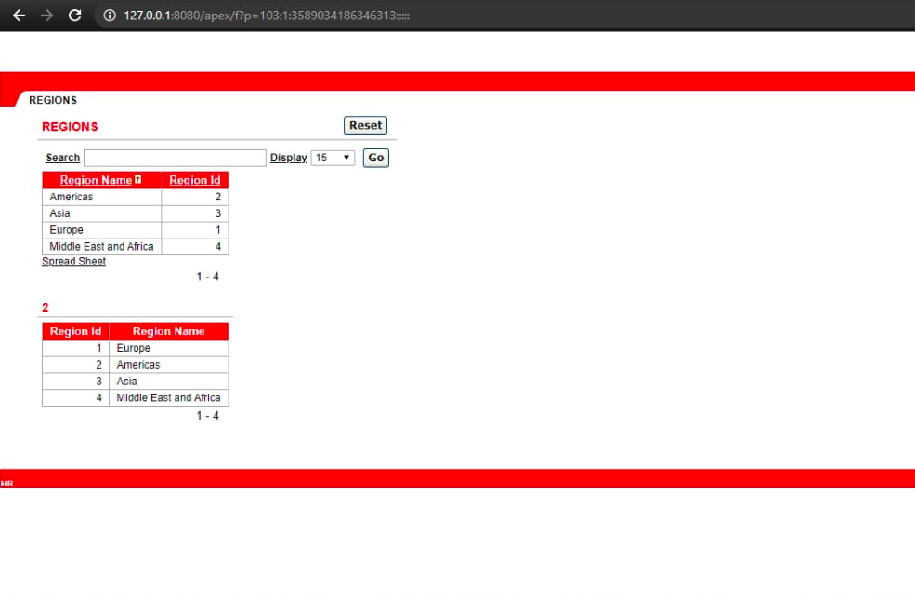 127.0.0.1:8080/apex/f?p=103:1:3589034186346313:::::
REGIONS
REGIONS Reset
Search Display 15 Go
Region Name Region Id
Americas 2
Asia 3
Europe 1
Middle East and Africa 4
Spread Sheet
1 - 4
2
Region Id Region Name
1 Europe
2 Americas
3 Asia
4 Middle East and Africa
1 - 4
HR